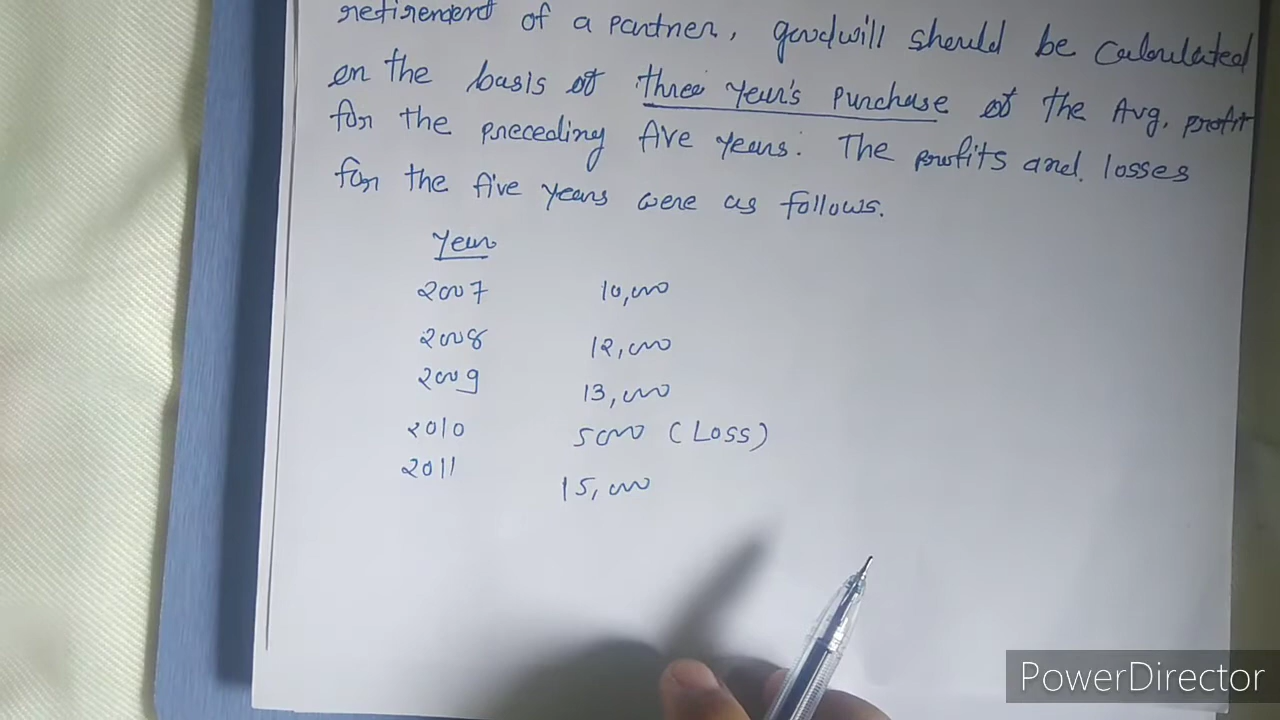 retirement of a partner, goodwill should be Calculated
on the basis of three Year's purchase of the Avg. profit
for the preceding five years. The profits and losses
for the five years were as follows.
Year
2007 10,000
2008 12,000
2009 13,000
2010 5000 (Loss)
2011 15,000
PowerDirector